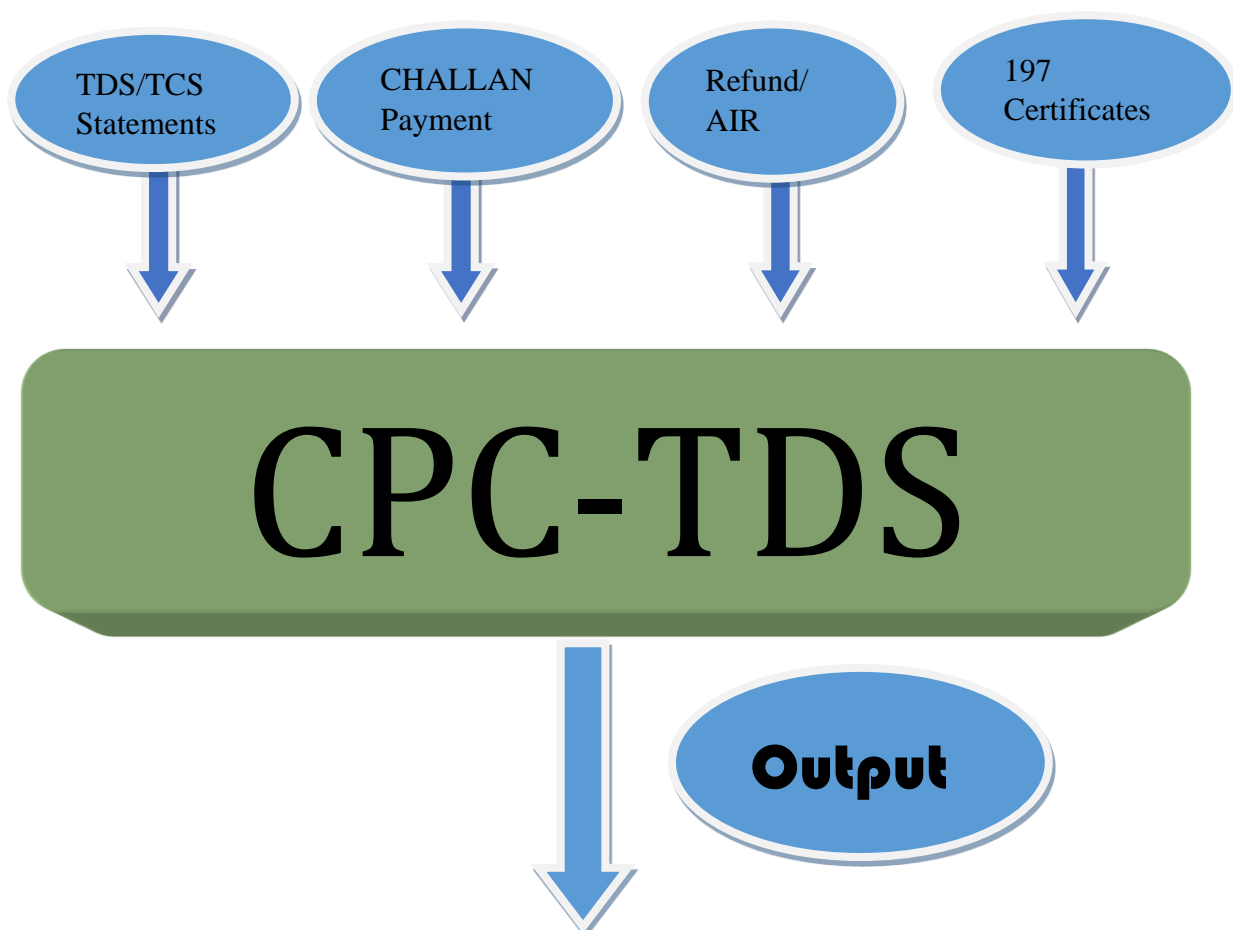 TDS/TCS
Statements
CHALLAN
Payment
Refund/
AIR
197
Certificates
CPC-TDS
Output